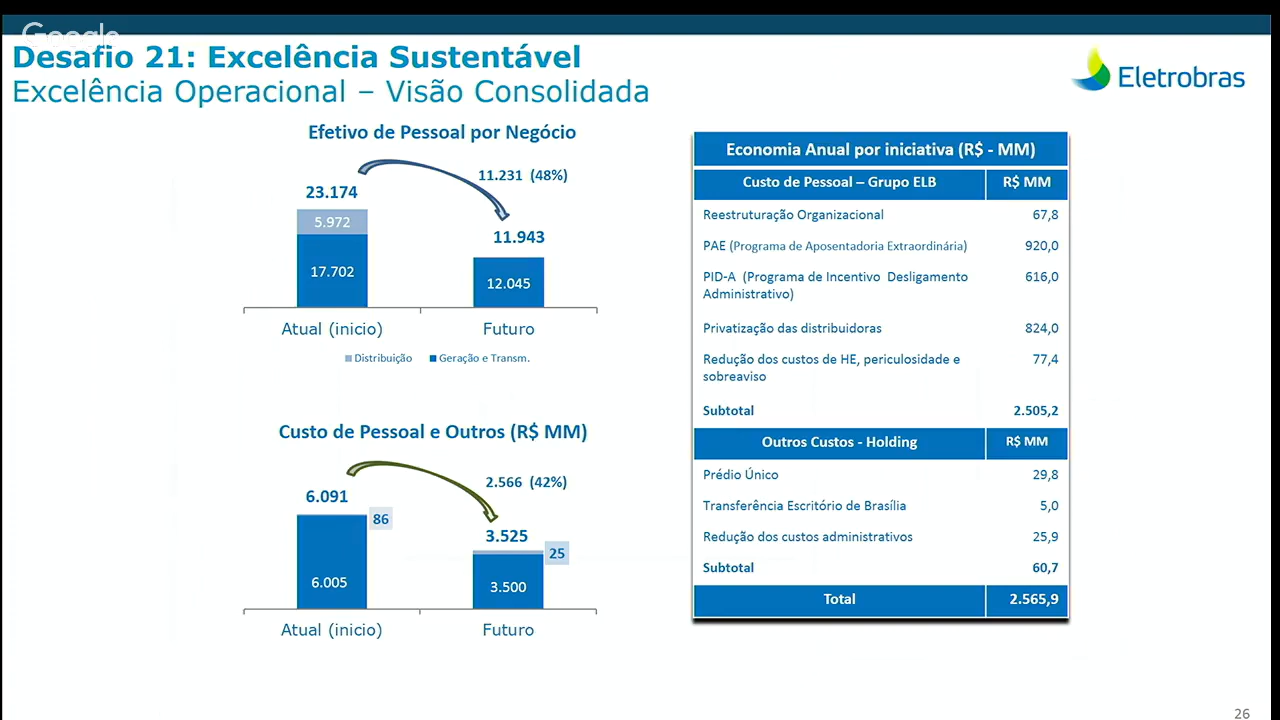 Google
Desafio 21: Excelência Sustentável
Excelência Operacional – Visão Consolidada
Eletrobras
Efetivo de Pessoal por Negócio
11.231 (48%)
23.174
5.972
17.702
11.943
12.045
Atual (inicio)
Futuro
Distribuição
Geração e Transm.
Custo de Pessoal e Outros (R$ MM)
2.566 (42%)
6.091
86
6.005
3.525
25
3.500
Atual (inicio)
Futuro
Economia Anual por iniciativa (R$ - MM)
Custo de Pessoal – Grupo ELB R$ MM
Reestruturação Organizacional 67,8
PAE (Programa de Aposentadoria Extraordinária) 920,0
PID-A (Programa de Incentivo Desligamento 616,0
Administrativo)
Privatização das distribuidoras 824,0
Redução dos custos de HE, periculosidade e 77,4
sobreaviso
Subtotal 2.505,2
Outros Custos - Holding R$ MM
Prédio Único 29,8
Transferência Escritório de Brasília 5,0
Redução dos custos administrativos 25,9
Subtotal 60,7
Total 2.565,9
26